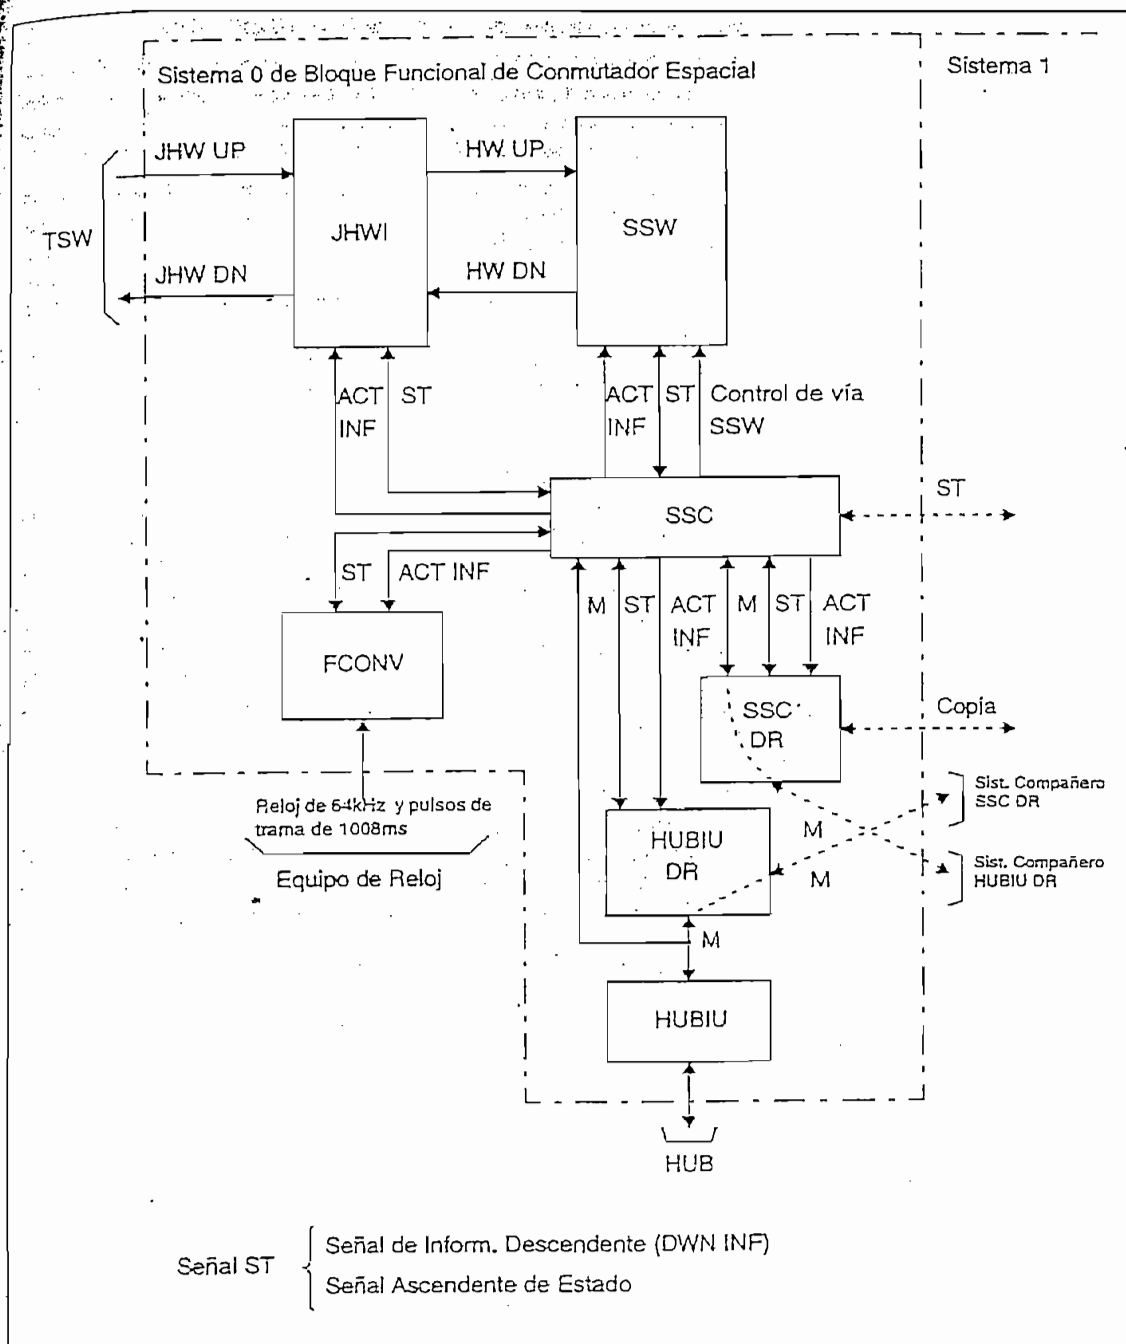 Sistema 0 de Bloque Funcional de Conmutador Espacial
Sistema 1
JHW UP
HW UP
TSW
JHWI
SSW
JHW DN
HW DN
ACT
INF
ST
ACT
INF
ST
Control de vía
SSW
SSC
ST
ST
ACT INF
M
ST
ACT
INF
M
ST
ACT
INF
FCONV
SSC
DR
Copia
Reloj de 64kHz y pulsos de
trama de 1008ms
Equipo de Reloj
HUBIU
DR
M
M
Sist. Compañero
SSC DR
Sist. Compañero
HUBIU DR
M
HUBIU
HUB
Señal ST
Señal de Inform. Descendente (DWN INF)
Señal Ascendente de Estado